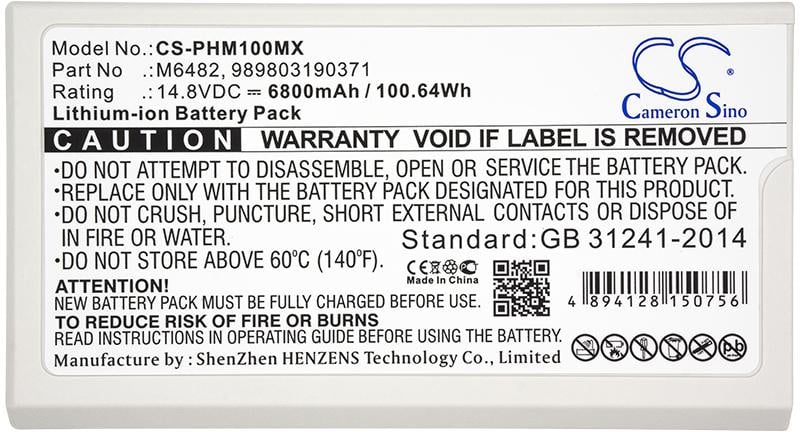 Model No.:CS-PHM100MX
Part No .:M6482, 989803190371
Rating .:14.8VDC ⎓ 6800mAh / 100.64Wh
Lithium-ion Battery Pack
CS
Cameron Sino
CAUTION WARRANTY VOID IF LABEL IS REMOVED
•DO NOT ATTEMPT TO DISASSEMBLE, OPEN OR SERVICE THE BATTERY PACK.
•REPLACE ONLY WITH THE BATTERY PACK DESIGNATED FOR THIS PRODUCT.
•DO NOT CRUSH, PUNCTURE, SHORT EXTERNAL CONTACTS OR DISPOSE OF
IN FIRE OR WATER.
•DO NOT STORE ABOVE 60°C (140°F).
Standard:GB 31241-2014
CE
Made in China
4 894128 150756
ATTENTION!
NEW BATTERY PACK MUST BE FULLY CHARGED BEFORE USE.
TO REDUCE RISK OF FIRE OR BURNS
READ INSTRUCTIONS IN OPERATING GUIDE BEFORE USE.
Manufacture by : ShenZhen HENZENS Technology Co., Limited
Pb